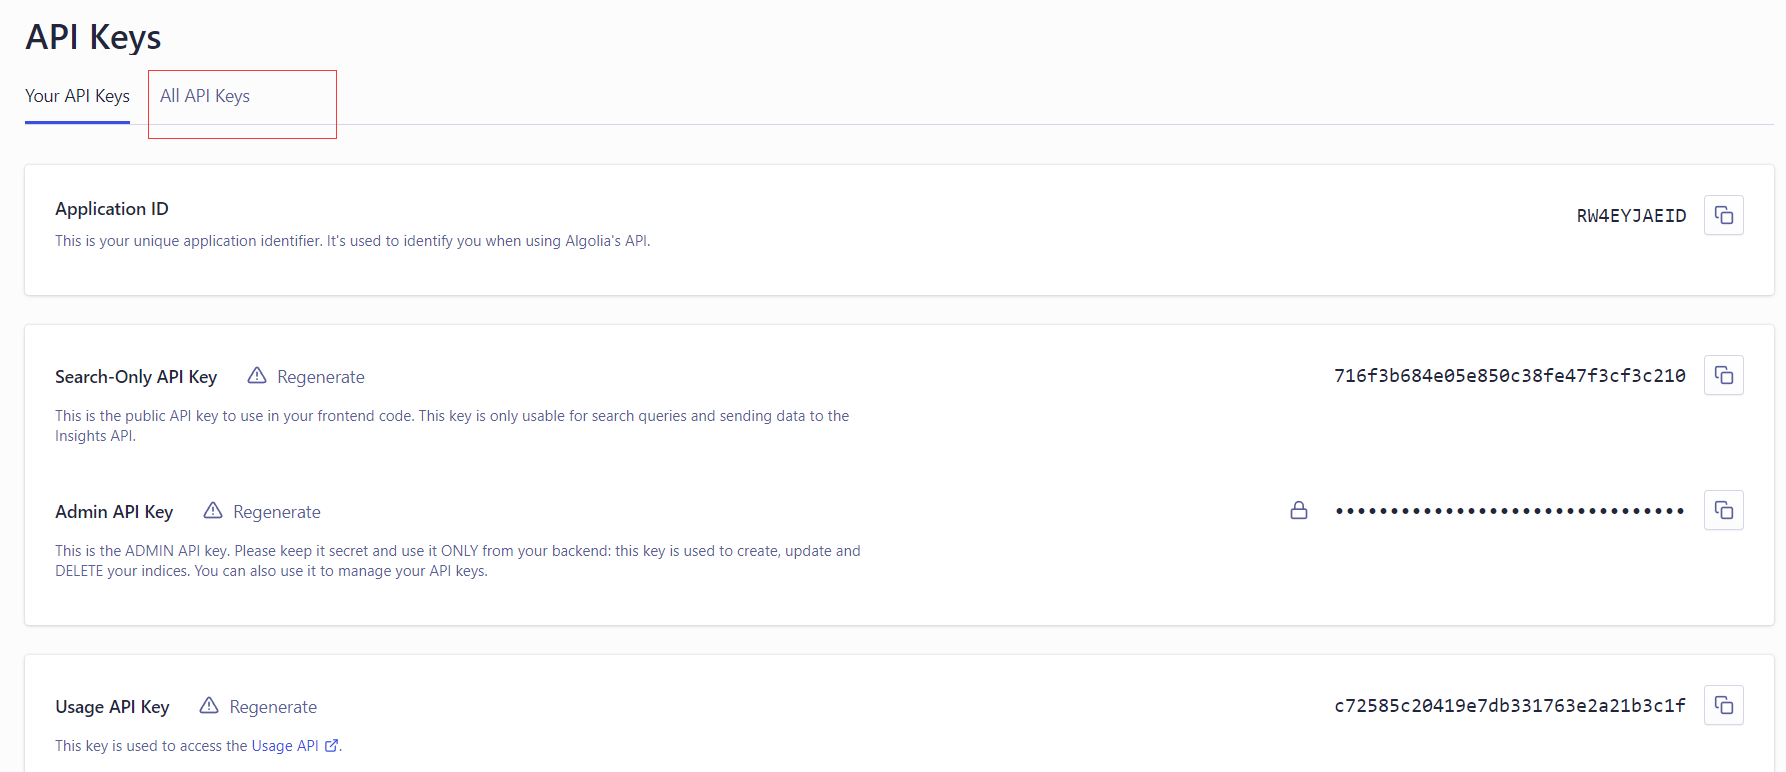 API Keys
Your API Keys
All API Keys
Application ID
RW4EYJAEID
This is your unique application identifier. It's used to identify you when using Algolia's API.
Search-Only API Key
Regenerate
716f3b684e05e850c38fe47f3cf3c210
This is the public API key to use in your frontend code. This key is only usable for search queries and sending data to the
Insights API.
Admin API Key
Regenerate
••••••••••••••••••••••••••••••••
This is the ADMIN API key. Please keep it secret and use it ONLY from your backend: this key is used to create, update and
DELETE your indices. You can also use it to manage your API keys.
Usage API Key
Regenerate
c72585c20419e7db331763e2a21b3c1f
This key is used to access the Usage API.